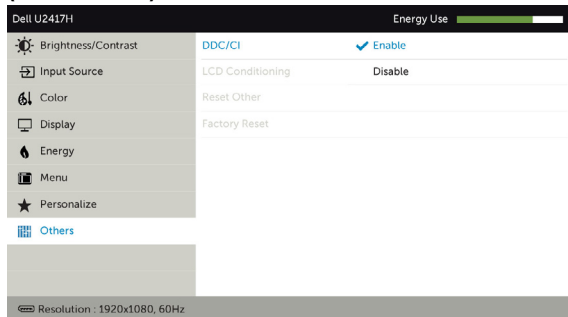 Dell U2417H Energy Use
Brightness/Contrast DDC/CI Enable
Input Source LCD Conditioning Disable
Color Reset Other
Display Factory Reset
Energy
Menu
Personalize
Others
Resolution : 1920x1080, 60Hz